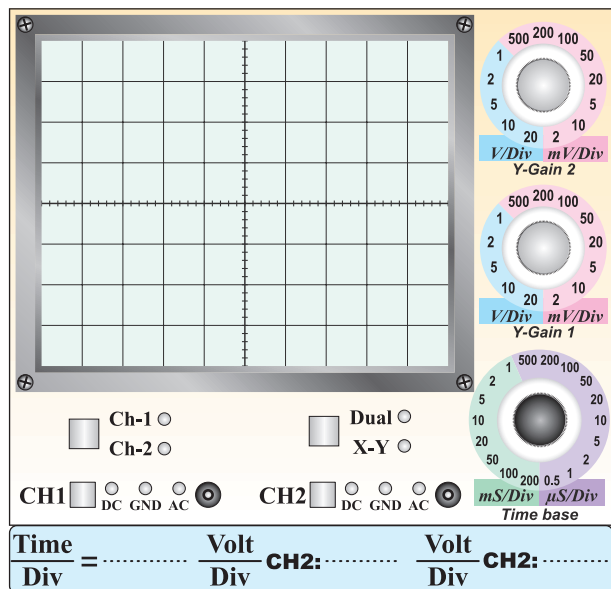 500 200 100
1 50
2 20
5 10
10 5
20 2
V/Div mV/Div
Y-Gain 2
500 200 100
1 50
2 20
5 10
10 5
20 2
V/Div mV/Div
Y-Gain 1
500 200
1 100
2 50
5 20
10 10
20 5
50 2
100 200 0.5 1
mS/Div µS/Div
Time base
Ch-1
Ch-2
Dual
X-Y
CH1 DC GND AC
CH2 DC GND AC
Time/Div = ............ Volt/Div CH2: ............ Volt/Div CH2: ............